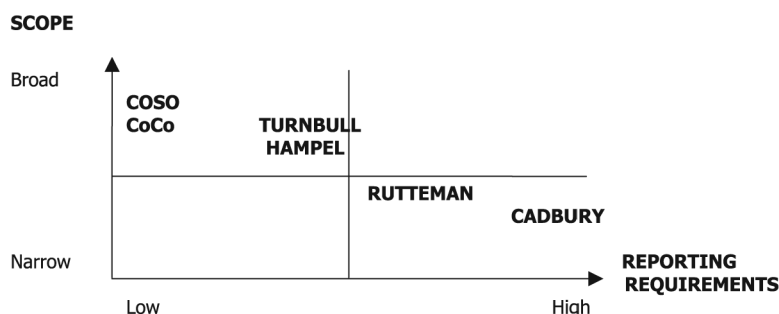 SCOPE
Broad
COSO
CoCo
TURNBULL
HAMPEL
RUTTEMAN
CADBURY
Narrow
REPORTING
REQUIREMENTS
Low
High